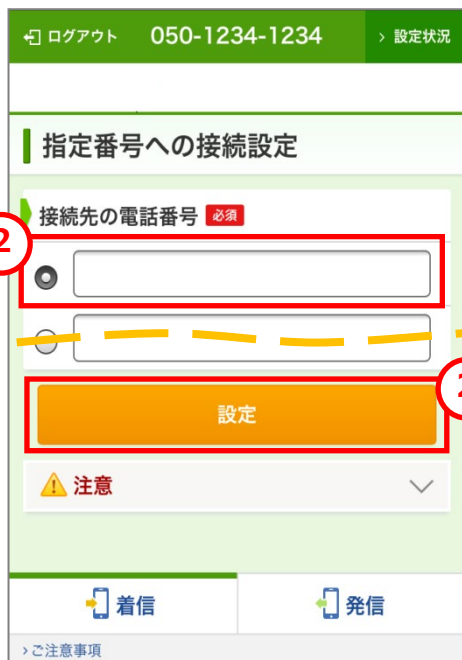 ログアウト 050-1234-1234 > 設定状況
指定番号への接続設定
接続先の電話番号 必須
2
2
設定
注意
着信 発信
>ご注意事項